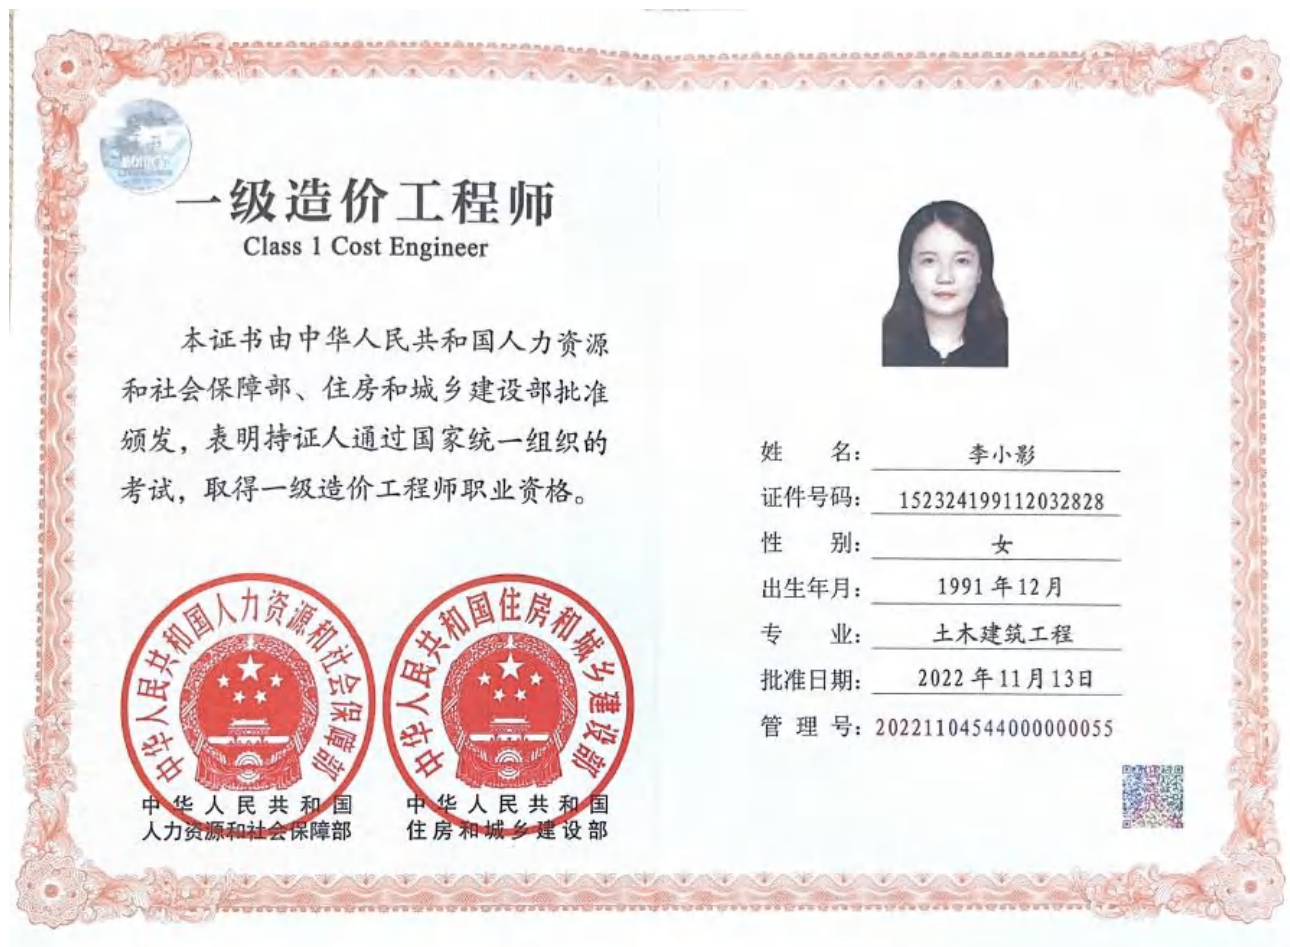 一级造价工程师
Class 1 Cost Engineer
本证书由中华人民共和国人力资源
和社会保障部、住房和城乡建设部批准
颁发，表明持证人通过国家统一组织的
考试，取得一级造价工程师职业资格。
中华人民共和国人力资源和社会保障部
中华人民共和国
人力资源和社会保障部
中华人民共和国住房和城乡建设部
中华人民共和国
住房和城乡建设部
姓 名： 李小影
证件号码： 152324199112032828
性 别： 女
出生年月： 1991年12月
专 业： 土木建筑工程
批准日期： 2022年11月13日
管 理 号： 20221104544000000055